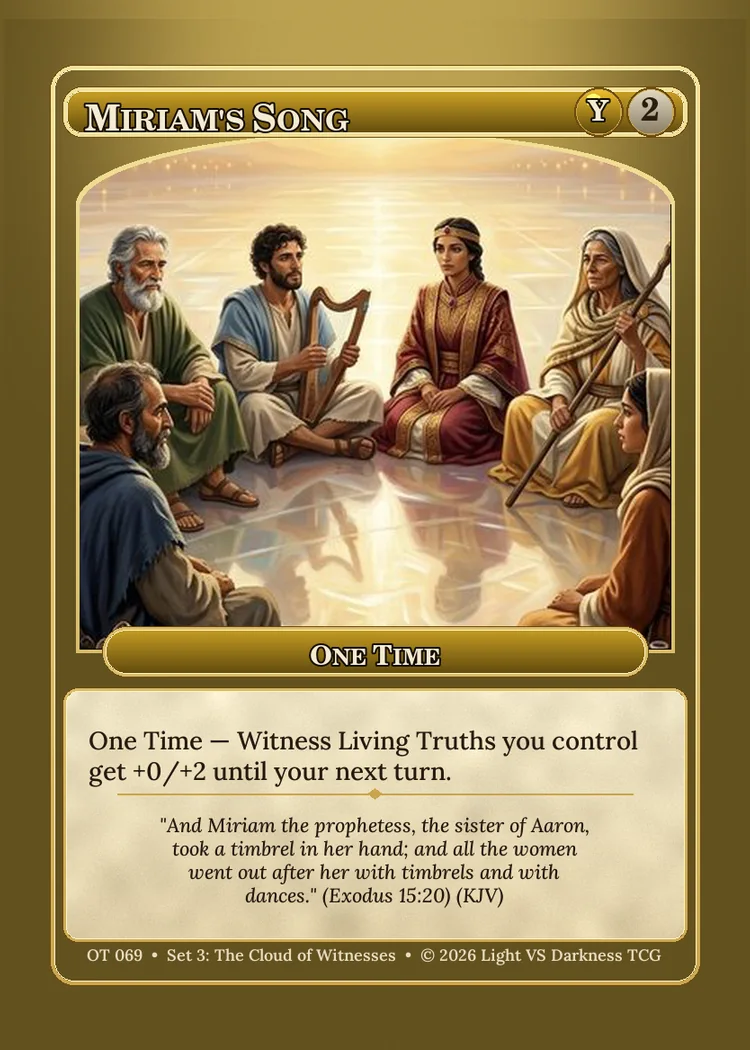 Miriam's Song Y 2
One Time
One Time — Witness Living Truths you control
get +0/+2 until your next turn.
"And Miriam the prophetess, the sister of Aaron,
took a timbrel in her hand; and all the women
went out after her with timbrels and with
dances." (Exodus 15:20) (KJV)
OT 069 • Set 3: The Cloud of Witnesses • © 2026 Light VS Darkness TCG